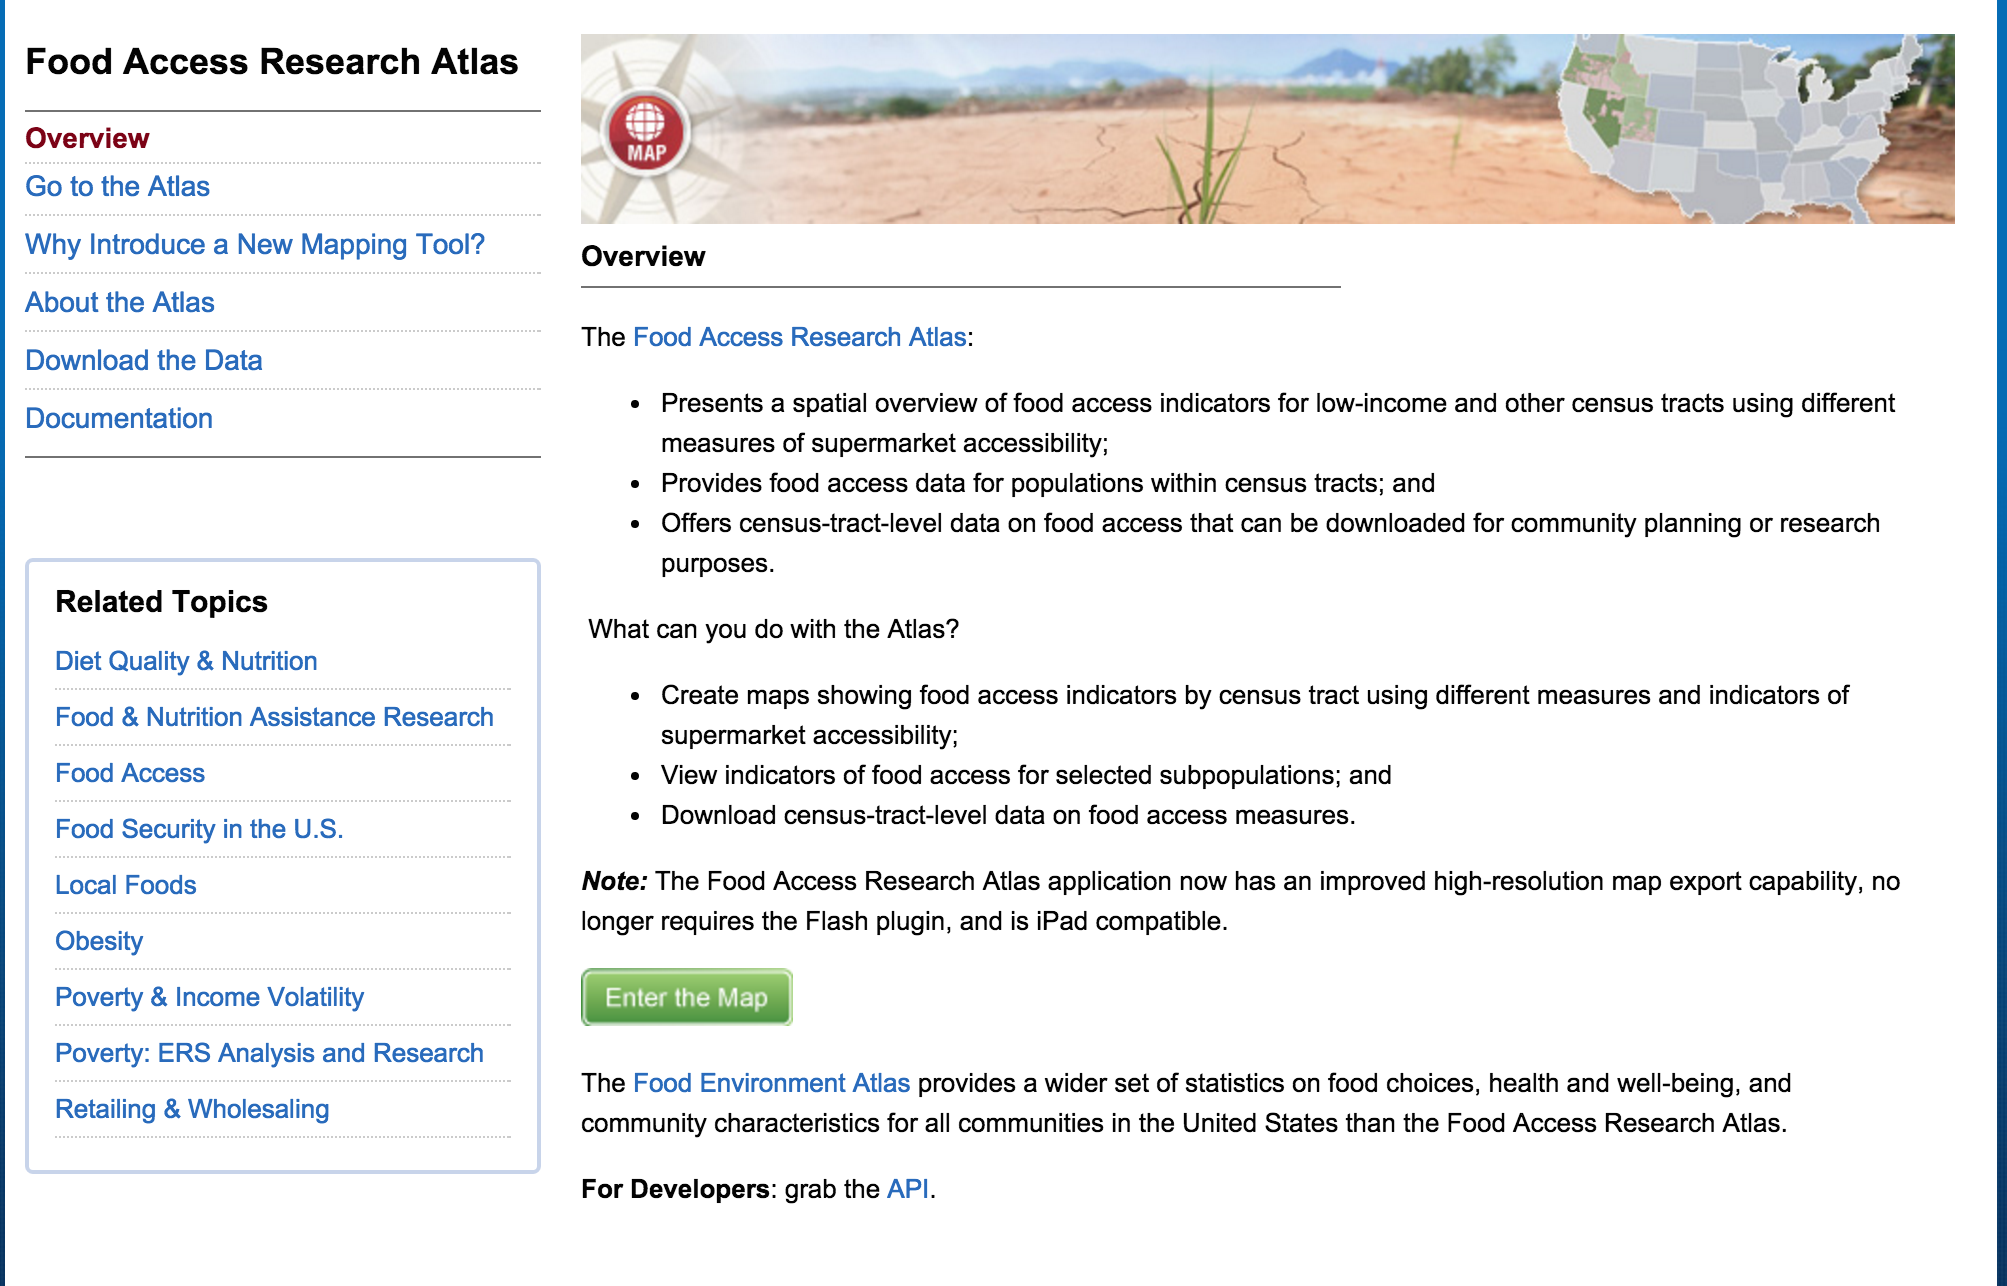 Food Access Research Atlas
Overview
Go to the Atlas
Why Introduce a New Mapping Tool?
About the Atlas
Download the Data
Documentation
Related Topics
Diet Quality & Nutrition
Food & Nutrition Assistance Research
Food Access
Food Security in the U.S.
Local Foods
Obesity
Poverty & Income Volatility
Poverty: ERS Analysis and Research
Retailing & Wholesaling
MAP
Overview
The Food Access Research Atlas:
• Presents a spatial overview of food access indicators for low-income and other census tracts using different
measures of supermarket accessibility;
• Provides food access data for populations within census tracts; and
• Offers census-tract-level data on food access that can be downloaded for community planning or research
purposes.
What can you do with the Atlas?
• Create maps showing food access indicators by census tract using different measures and indicators of
supermarket accessibility;
• View indicators of food access for selected subpopulations; and
• Download census-tract-level data on food access measures.
Note: The Food Access Research Atlas application now has an improved high-resolution map export capability, no
longer requires the Flash plugin, and is iPad compatible.
Enter the Map
The Food Environment Atlas provides a wider set of statistics on food choices, health and well-being, and
community characteristics for all communities in the United States than the Food Access Research Atlas.
For Developers: grab the API.